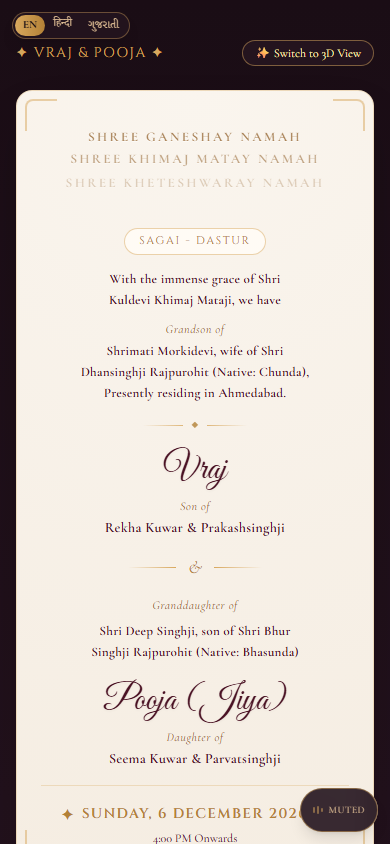 EN हिन्दी ગુજરાતી
✦ VRAJ & POOJA ✦
✨ Switch to 3D View
SHREE GANESHAY NAMAH
SHREE KHIMAJ MATAY NAMAH
SHREE KHETESHWARAY NAMAH
SAGAI - DASTUR
With the immense grace of Shri
Kuldevi Khimaj Mataji, we have
Grandson of
Shrimati Morkidevi, wife of Shri
Dhansinghji Rajpurohit (Native: Chunda),
Presently residing in Ahmedabad.
Vraj
Son of
Rekha Kuwar & Prakashsinghji
&
Granddaughter of
Shri Deep Singhji, son of Shri Bhur
Singhji Rajpurohit (Native: Bhasunda)
Pooja (Jiya)
Daughter of
Seema Kuwar & Parvatsinghji
✦ SUNDAY, 6 DECEMBER
MUTED
4:00 PM Onwards